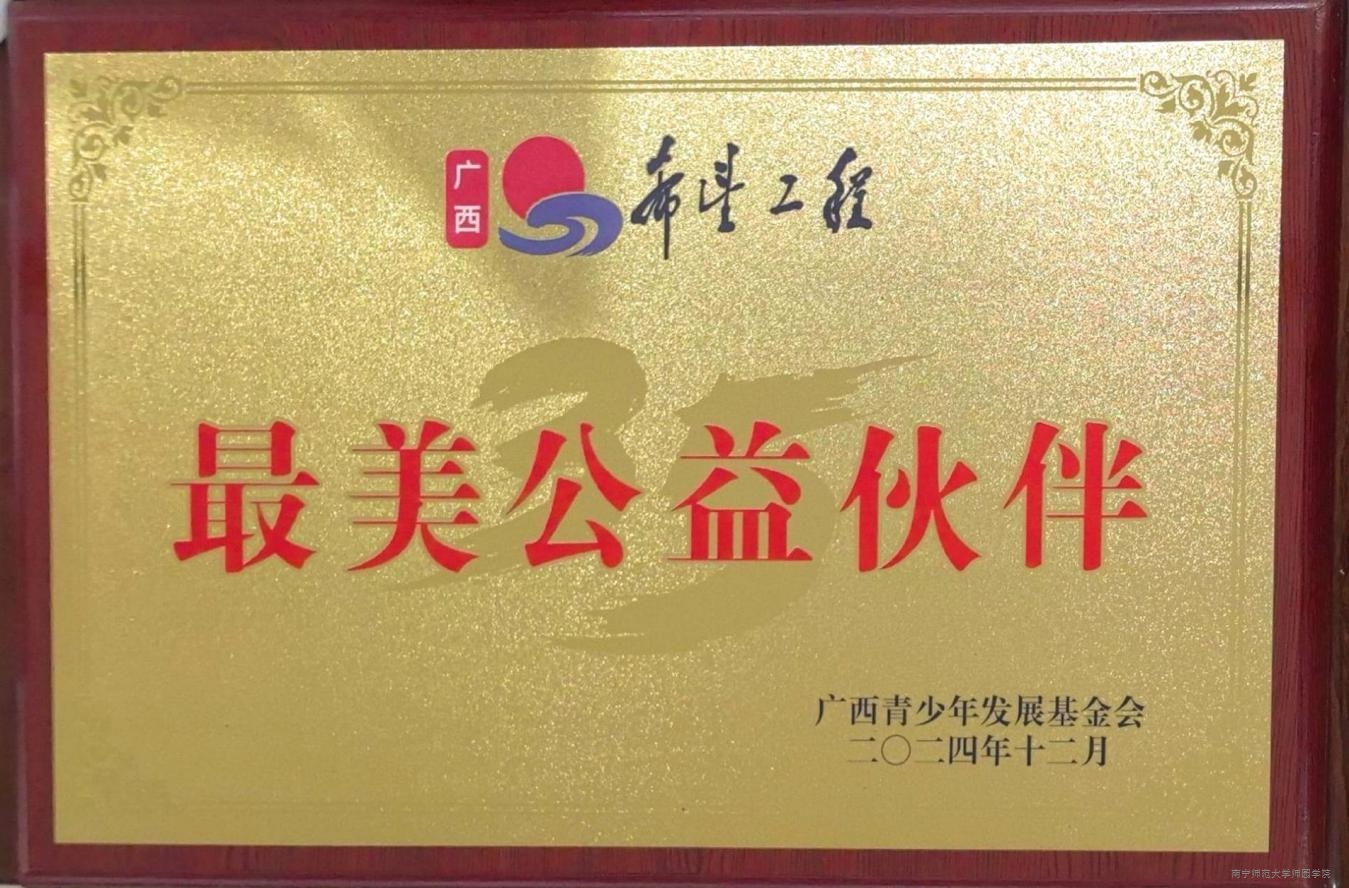 广西 希望工程
35
最美公益伙伴
广西青少年发展基金会
二〇二四年十二月
南宁师范大学师园学院